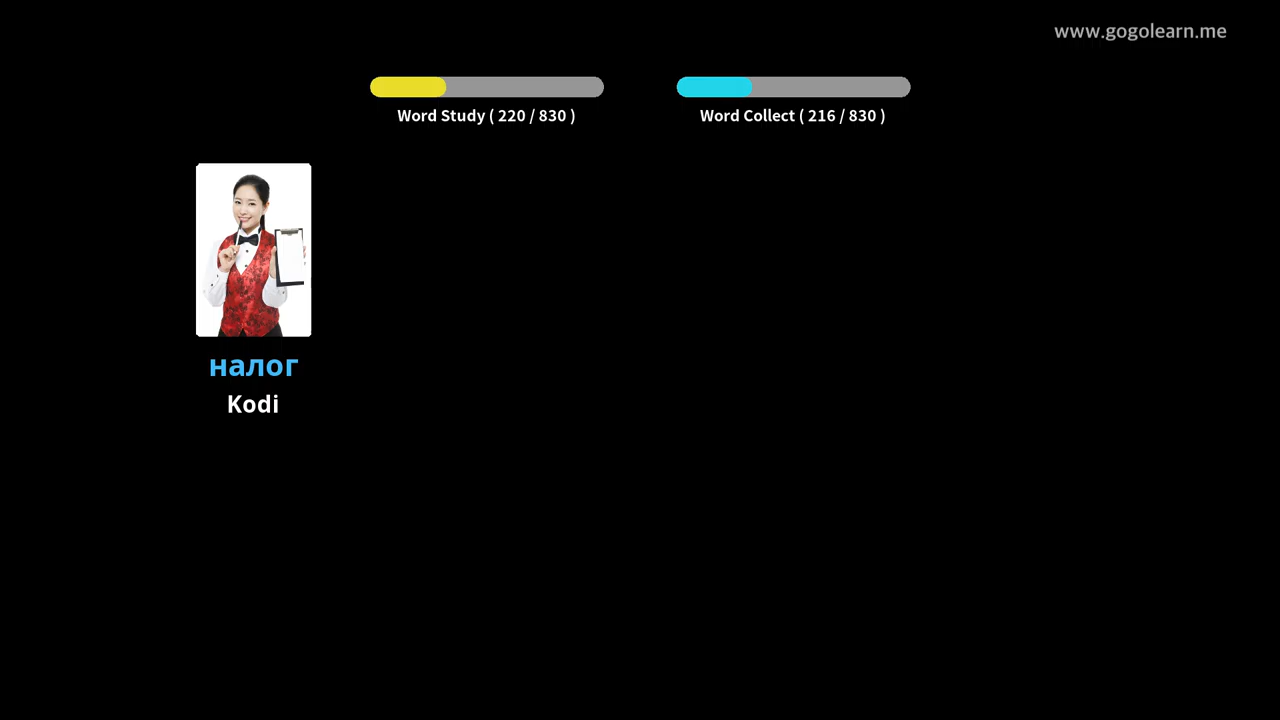 www.gogolearn.me
Word Study ( 220 / 830 )
Word Collect ( 216 / 830 )
налог
Kodi